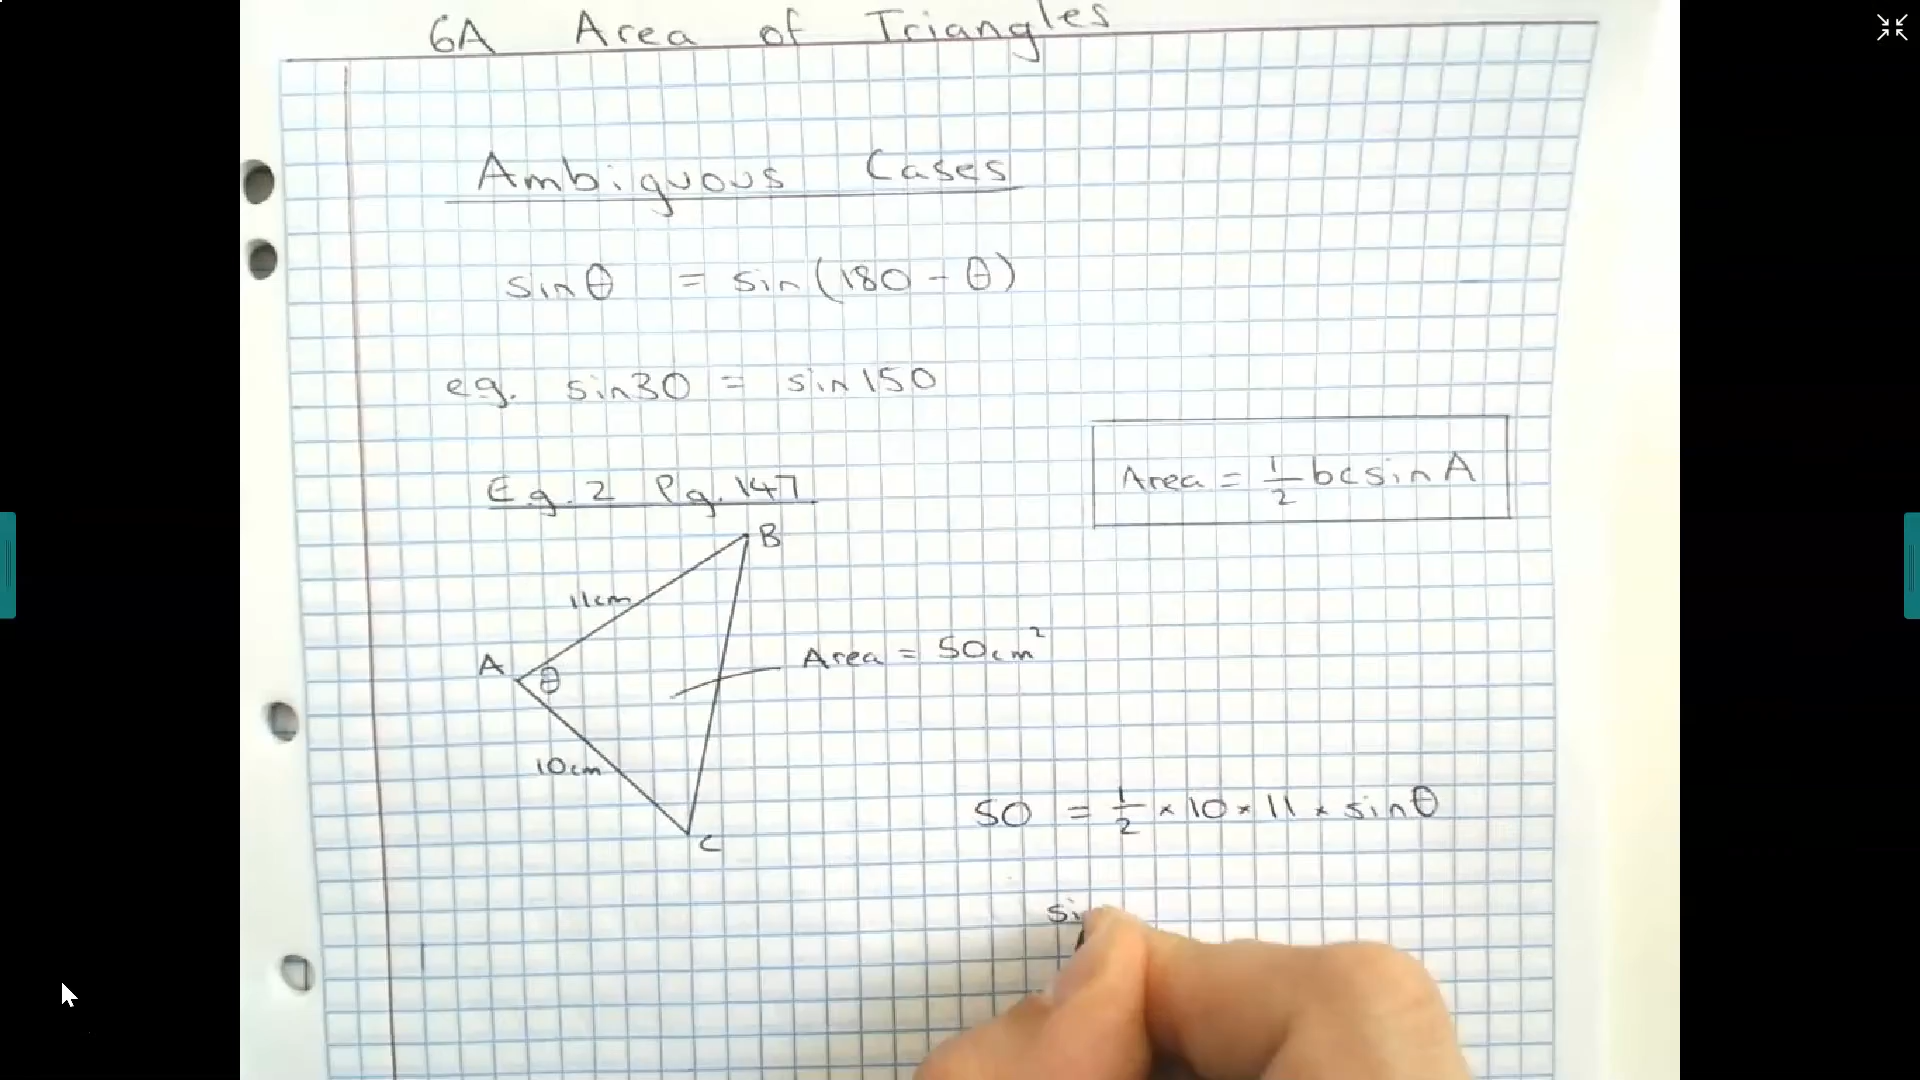 6A Area of Triangles
Ambiguous Cases
sinθ = sin(180 - θ)
eg. sin30 = sin150
Area = 1/2 bcsinA
Eg. 2 Pg. 147
B
11cm
A
θ
Area = 50cm²
10cm
C
50 = 1/2 × 10 × 11 × sinθ
si